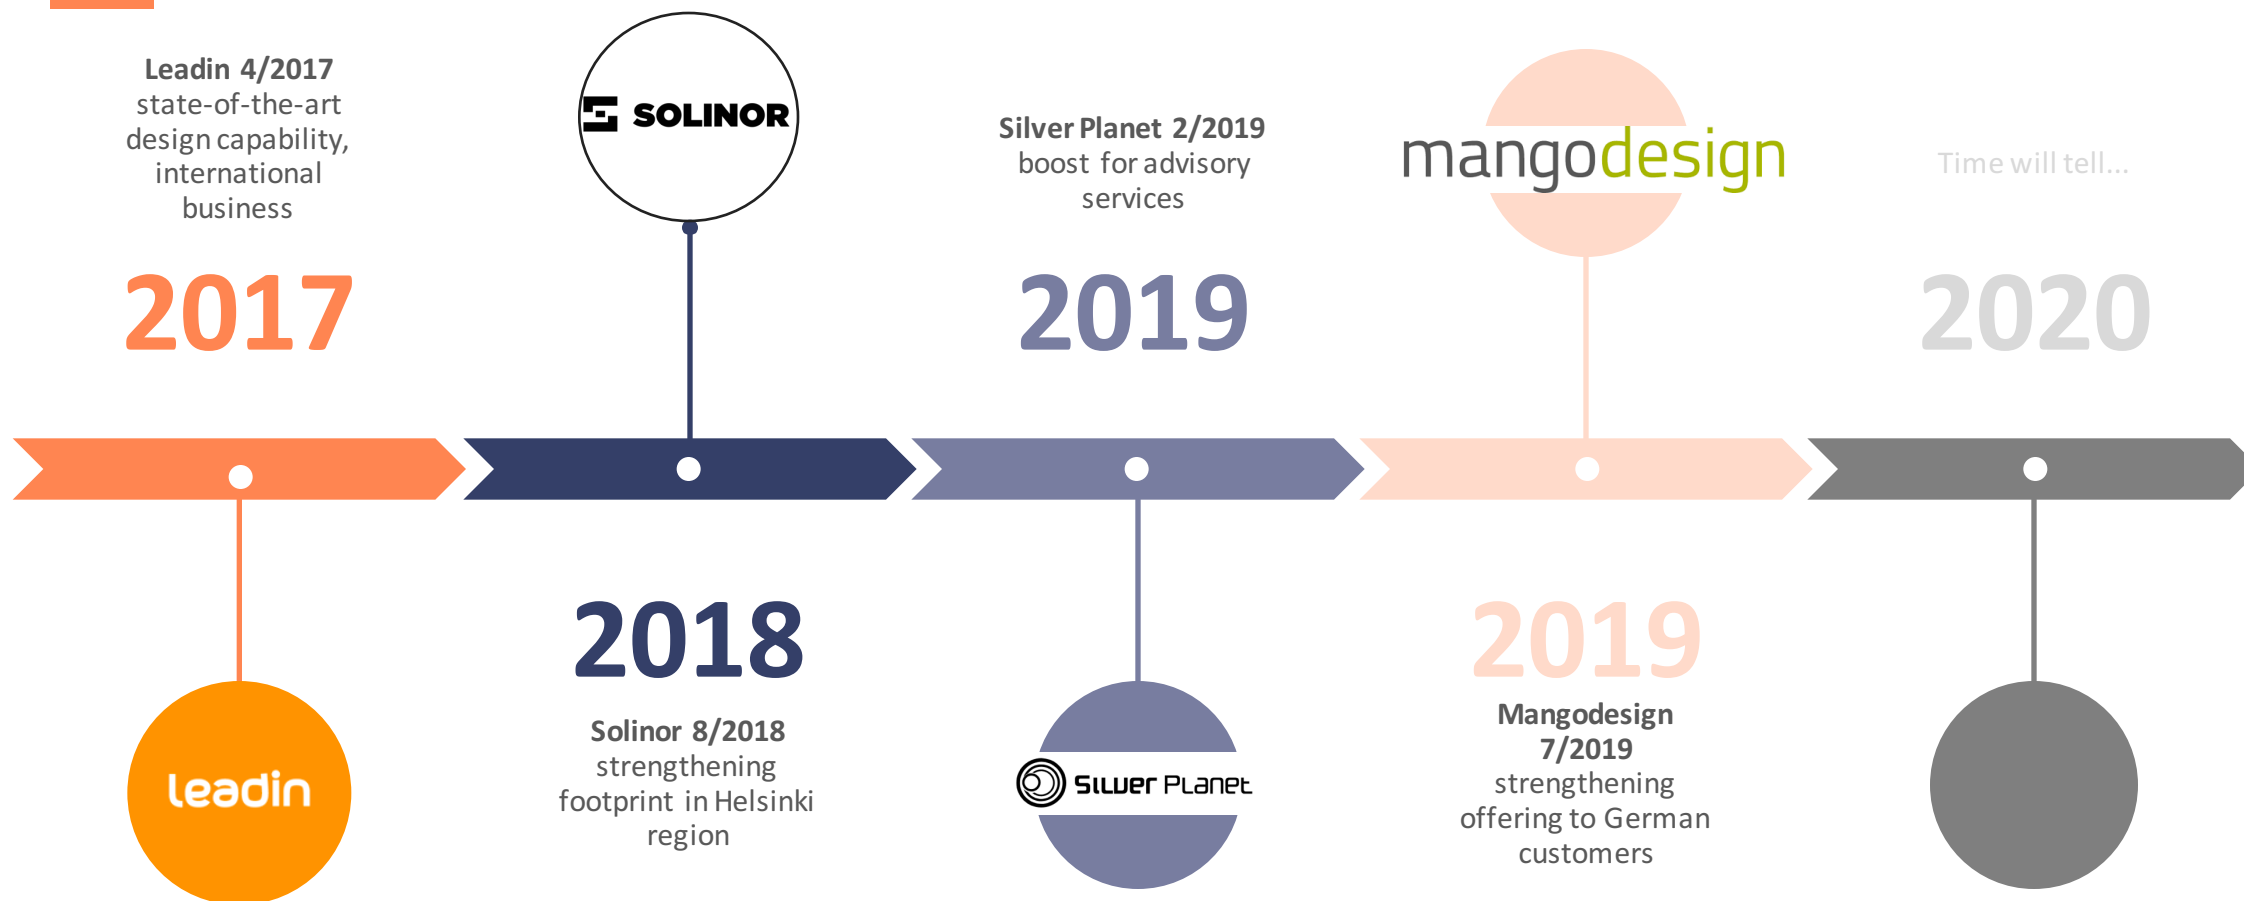 Leadin 4/2017
state-of-the-art
design capability,
international
business
2017
leadin
SOLINOR
2018
Solinor 8/2018
strengthening
footprint in Helsinki
region
Silver Planet 2/2019
boost for advisory
services
2019
Silver Planet
mangodesign
2019
Mangodesign
7/2019
strengthening
offering to German
customers
Time will tell...
2020